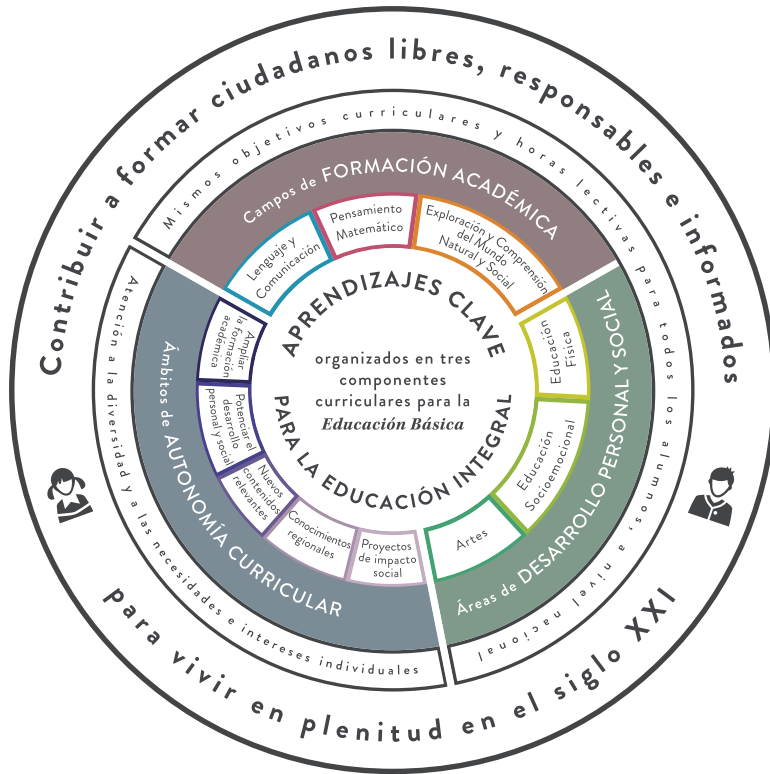 Contribuir a formar ciudadanos libres, responsables e informados
para vivir en plenitud en el siglo XXI
Mismos objetivos curriculares y horas lectivas para todos los alumnos, a nivel nacional
Atención a la diversidad y a las necesidades e intereses individuales
Campos de FORMACIÓN ACADÉMICA
Lenguaje y
Comunicación
Pensamiento
Matemático
Exploración y Comprensión
del Mundo
Natural y Social
Áreas de DESARROLLO PERSONAL Y SOCIAL
Educación
Física
Educación
Socioemocional
Artes
Ámbitos de AUTONOMÍA CURRICULAR
Ampliar
la formación
académica
Potenciar el
desarrollo
personal y social
Nuevos
contenidos
relevantes
Conocimientos
regionales
Proyectos
de impacto
social
APRENDIZAJES CLAVE
organizados en tres
componentes
curriculares para la
Educación Básica
PARA LA EDUCACIÓN INTEGRAL